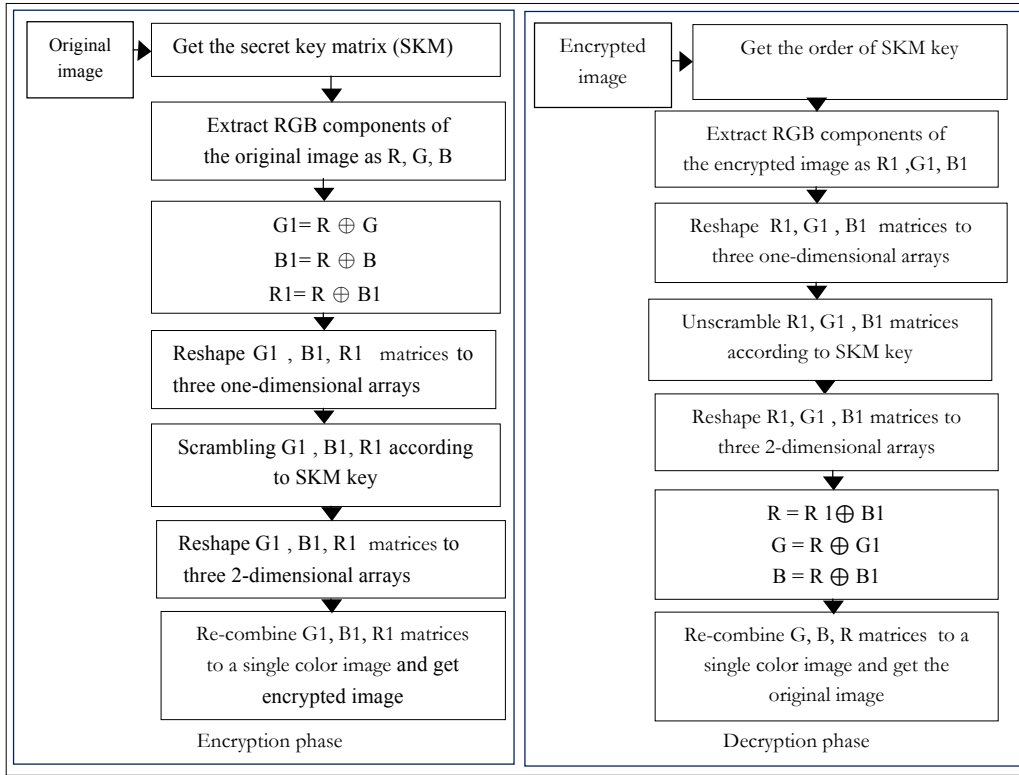 Original
image
Get the secret key matrix (SKM)
Extract RGB components of
the original image as R, G, B
G1= R ⊕ G
B1= R ⊕ B
R1= R ⊕ B1
Reshape G1 , B1, R1 matrices to
three one-dimensional arrays
Scrambling G1 , B1, R1 according
to SKM key
Reshape G1 , B1, R1 matrices to
three 2-dimensional arrays
Re-combine G1, B1, R1 matrices
to a single color image and get
encrypted image
Encryption phase
Encrypted
image
Get the order of SKM key
Extract RGB components of
the encrypted image as R1 ,G1, B1
Reshape R1, G1 , B1 matrices to
three one-dimensional arrays
Unscramble R1, G1 , B1 matrices
according to SKM key
Reshape R1, G1 , B1 matrices to
three 2-dimensional arrays
R = R 1⊕ B1
G = R ⊕ G1
B = R ⊕ B1
Re-combine G, B, R matrices to a
single color image and get the
original image
Decryption phase